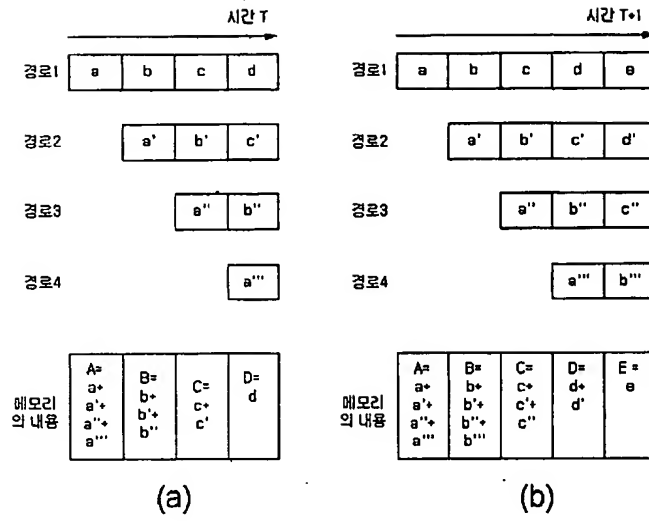 시간 T
경로1 a b c d
경로2 a' b' c'
경로3 a'' b''
경로4 a'''
메모리의 내용
A= a+ a'+ a''+ a'''
B= b+ b'+ b''
C= c+ c'
D= d
(a)
시간 T+1
경로1 a b c d e
경로2 a' b' c' d'
경로3 a'' b'' c''
경로4 a''' b'''
메모리의 내용
A= a+ a'+ a''+ a'''
B= b+ b'+ b''+ b'''
C= c+ c'+ c''
D= d+ d'
E= e
(b)